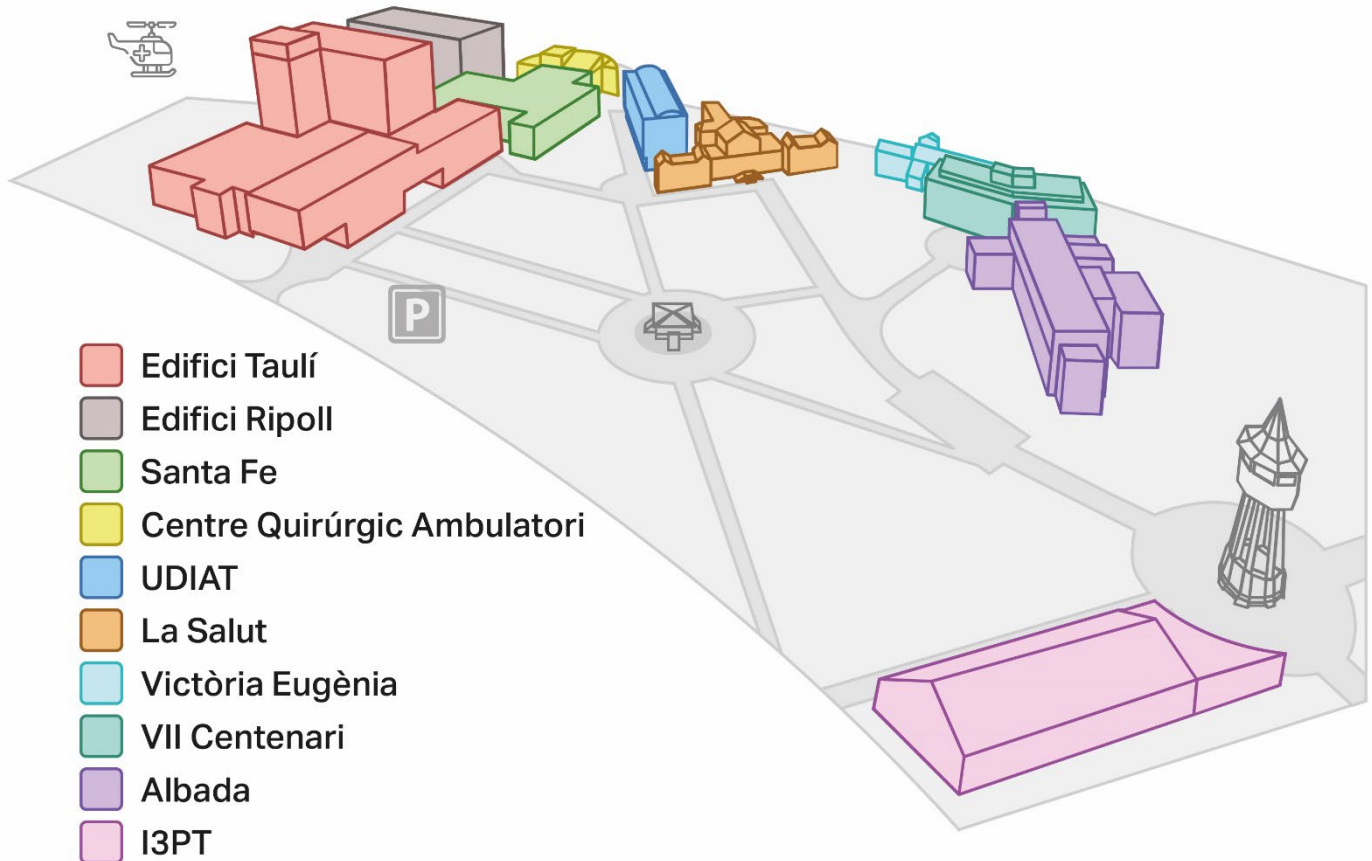 P
Edifici Taulí
Edifici Ripoll
Santa Fe
Centre Quirúrgic Ambulatori
UDIAT
La Salut
Victòria Eugènia
VII Centenari
Albada
I3PT